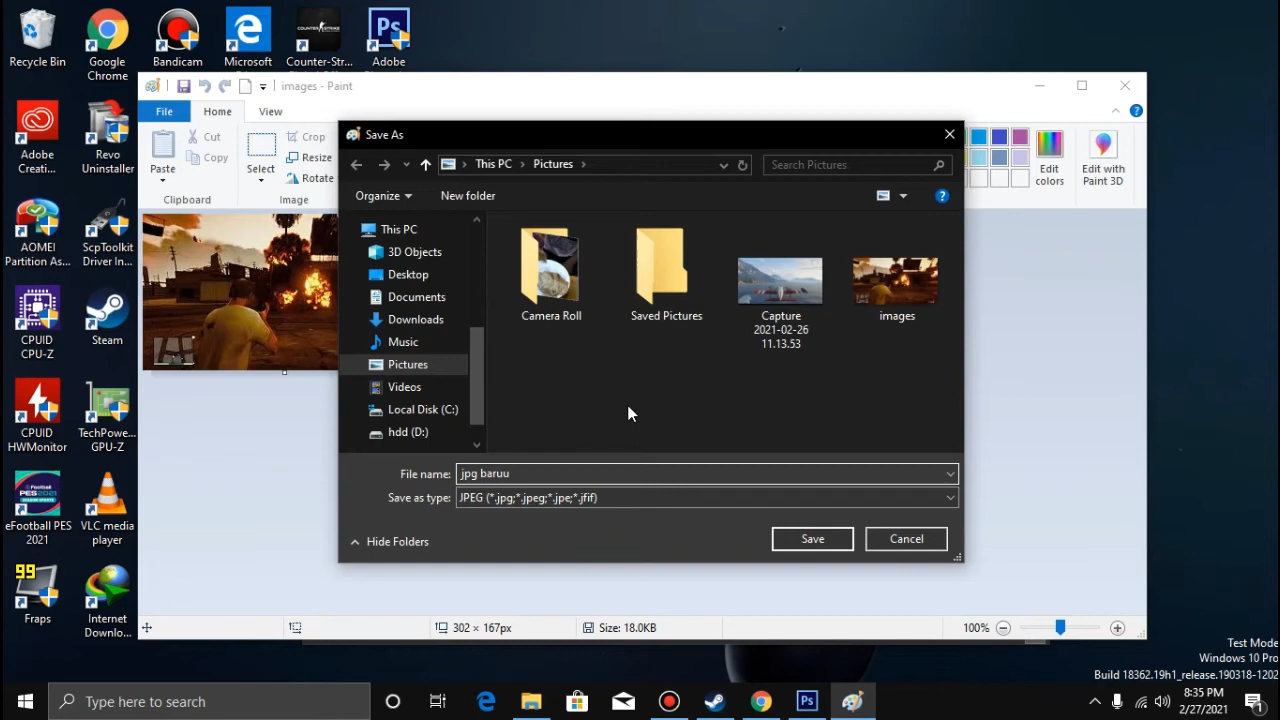 Recycle Bin
Google
Chrome
Bandicam
Microsoft
Counter-Str...
Adobe
COUNTER STRIKE
Ps
Adobe
Creati...
Revo
Uninstaller
AOMEI
Partition As...
ScpToolkit
Driver In...
CPUID
CPU-Z
Steam
CPUID
HWMonitor
TechPowe...
GPU-Z
eFootball PES
2021
VLC media
player
99
Fraps
Internet
Downlo...
images - Paint
File
Home
View
Paste
Cut
Copy
Clipboard
Select
Crop
Resize
Rotate
Image
Edit
colors
Edit with
Paint 3D
Save As
This PC
Pictures
Search Pictures
Organize
New folder
This PC
3D Objects
Desktop
Documents
Downloads
Music
Pictures
Videos
Local Disk (C:)
hdd (D:)
Camera Roll
Saved Pictures
Capture
2021-02-26
11.13.53
images
File name:
jpg baruu
Save as type:
JPEG (*.jpg;*.jpeg;*.jpe;*.jfif)
Hide Folders
Save
Cancel
302 × 167px
Size: 18.0KB
100%
Test Mode
Windows 10 Pro
Build 18362.19h1_release.190318-1202
Type here to search
Ps
8:35 PM
2/27/2021
1